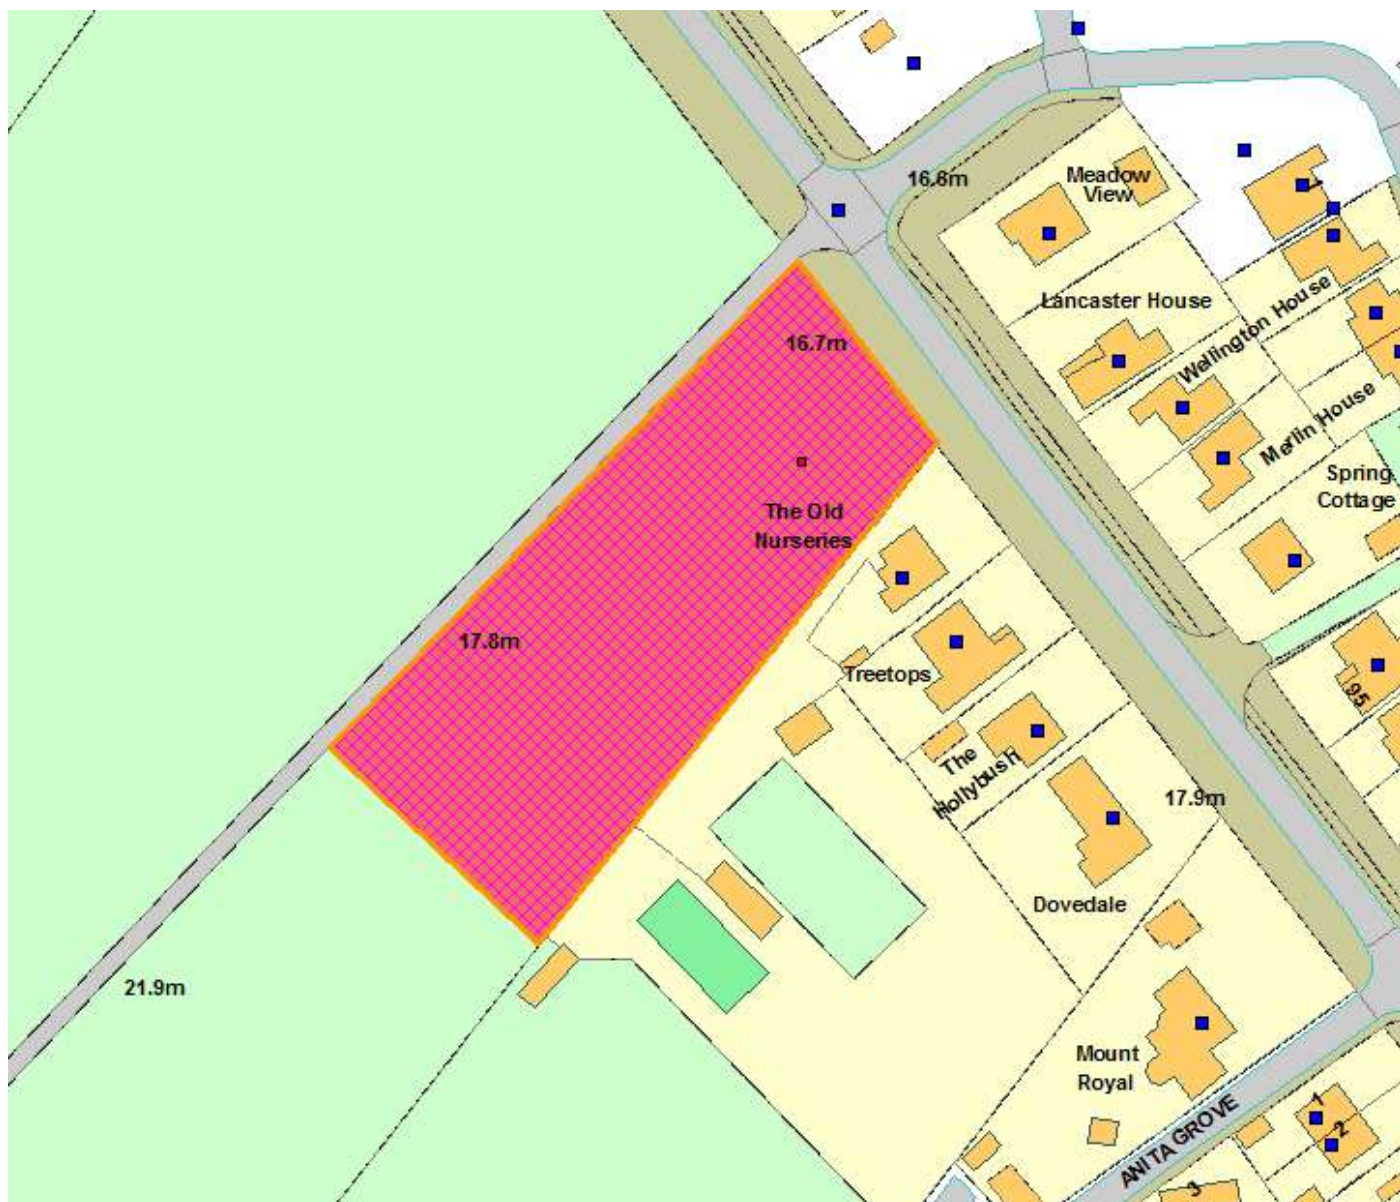 16.6m
Meadow
View
1
Lancaster House
Wellington House
16.7m
Merlin House
Spring
Cottage
The Old
Nurseries
17.8m
Treetops
95
The
Hollybush
17.9m
Dovedale
21.9m
Mount
Royal
ANITA GROVE
1
2
3